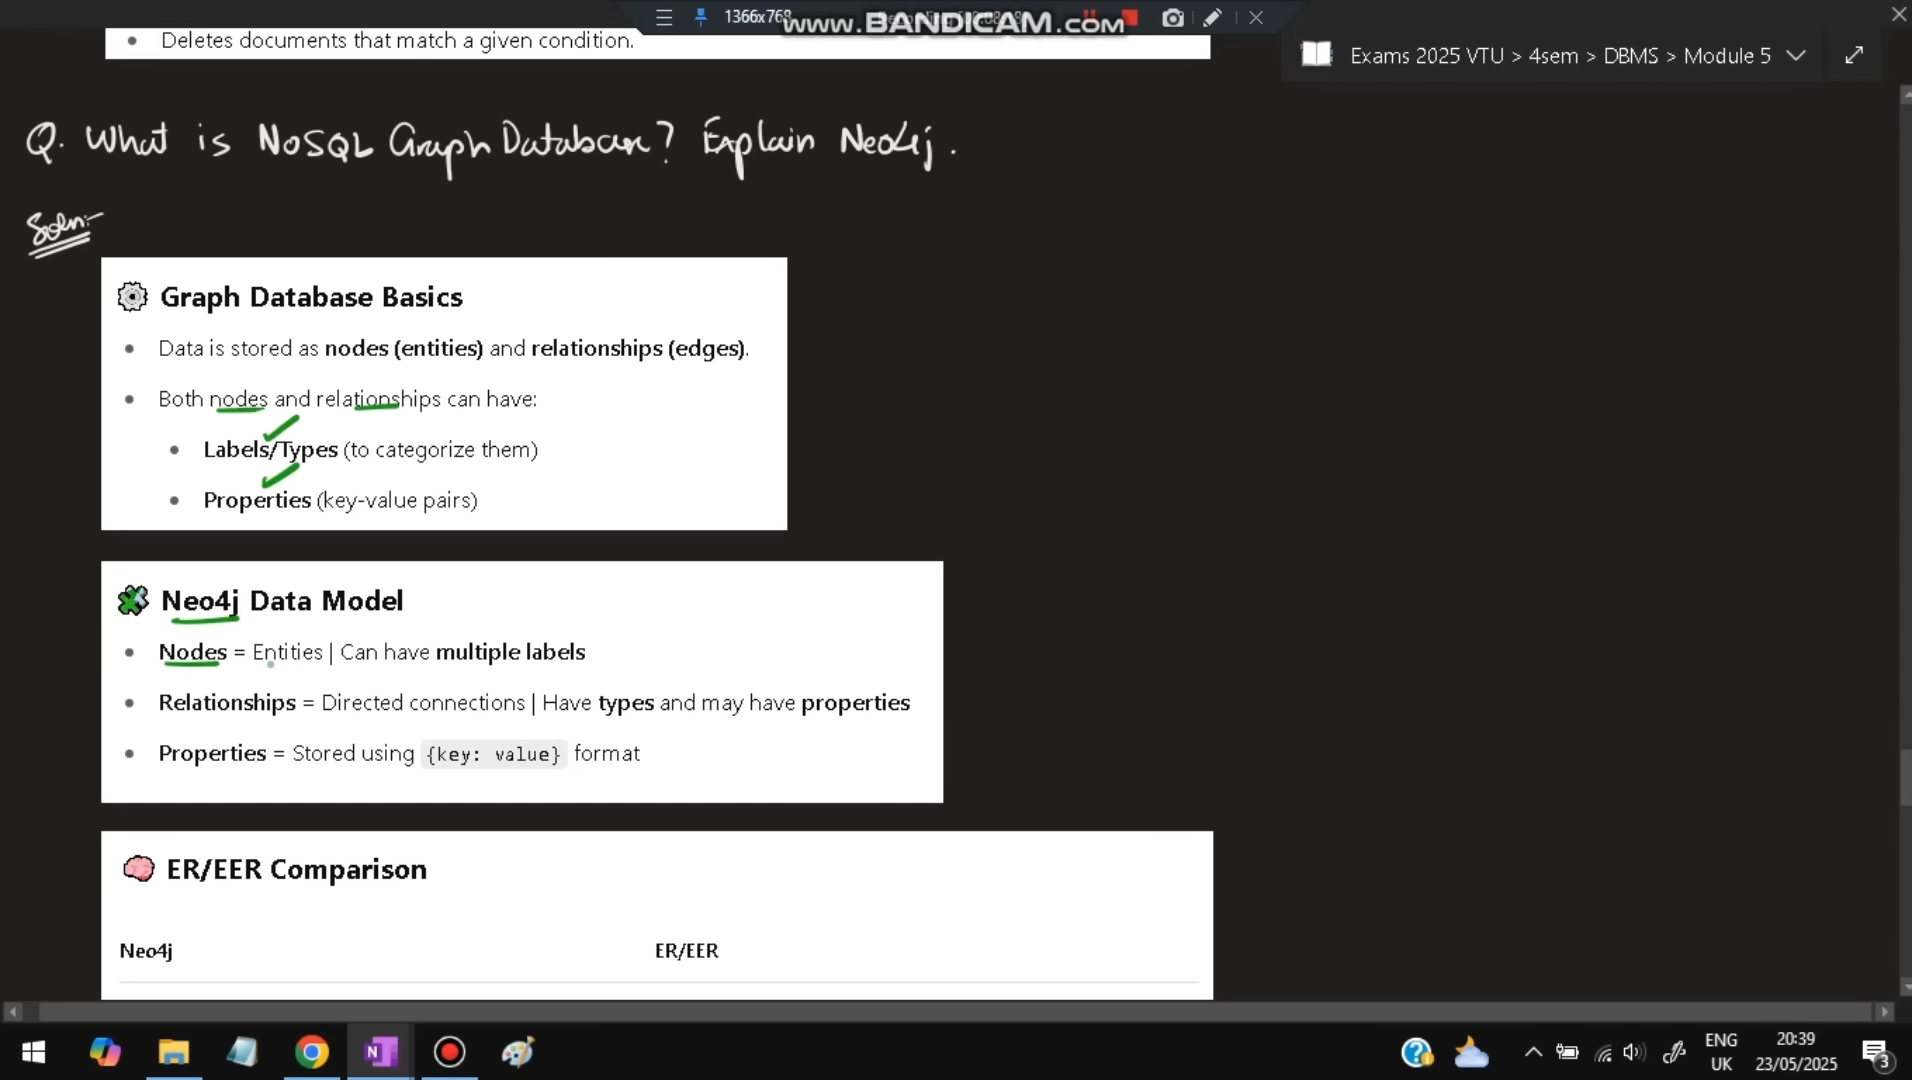 1366x768
www.BANDICAM.com
Deletes documents that match a given condition.
Exams 2025 VTU > 4sem > DBMS > Module 5
Q. What is NoSQL Graph Database? Explain Neo4j.
Soln:-
Graph Database Basics
Data is stored as nodes (entities) and relationships (edges).
Both nodes and relationships can have:
Labels/Types (to categorize them)
Properties (key-value pairs)
Neo4j Data Model
Nodes = Entities | Can have multiple labels
Relationships = Directed connections | Have types and may have properties
Properties = Stored using {key: value} format
ER/EER Comparison
Neo4j ER/EER
ENG 20:39
UK 23/05/2025 3